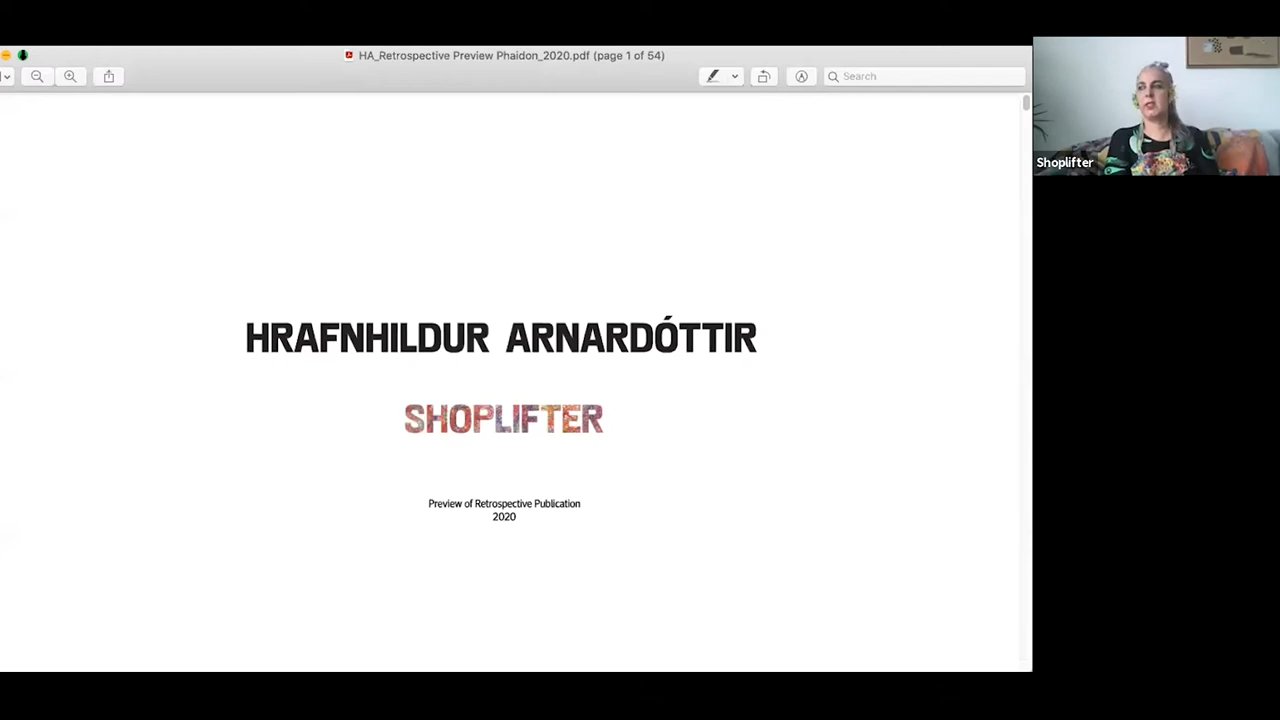 HA_Retrospective Preview Phaidon_2020.pdf (page 1 of 54)
Search
Shoplifter
HRAFNHILDUR ARNARDÓTTIR
SHOPLIFTER
Preview of Retrospective Publication
2020